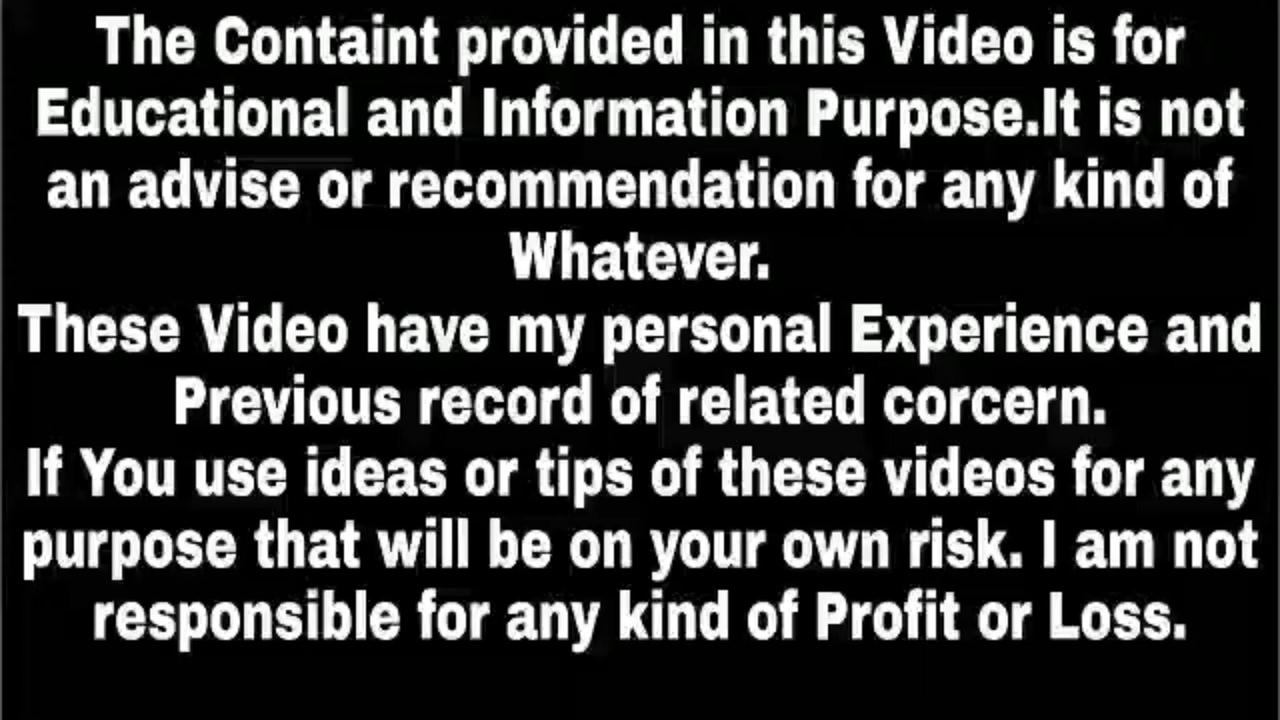 The Containt provided in this Video is for
Educational and Information Purpose.It is not
an advise or recommendation for any kind of
Whatever.
These Video have my personal Experience and
Previous record of related corcern.
If You use ideas or tips of these videos for any
purpose that will be on your own risk. I am not
responsible for any kind of Profit or Loss.